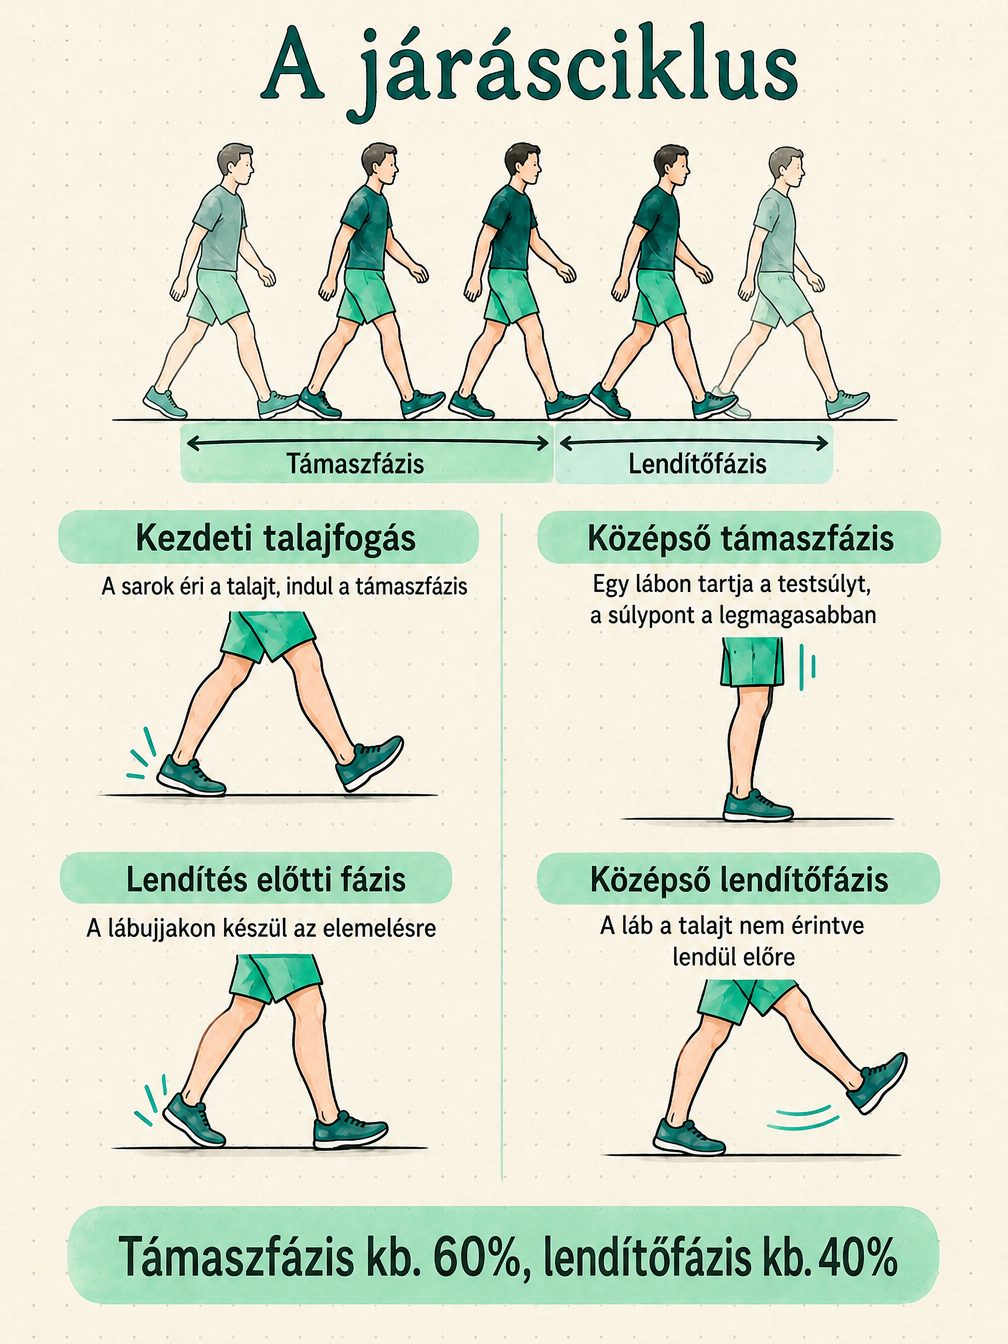 A járásciklus
Támaszfázis
Lendítőfázis
Kezdeti talajfogás
A sarok éri a talajt, indul a támaszfázis
Középső támaszfázis
Egy lábon tartja a testsúlyt,
a súlypont a legmagasabban
Lendítés előtti fázis
A lábujjakon készül az elemelésre
Középső lendítőfázis
A láb a talajt nem érintve
lendül előre
Támaszfázis kb. 60%, lendítőfázis kb. 40%